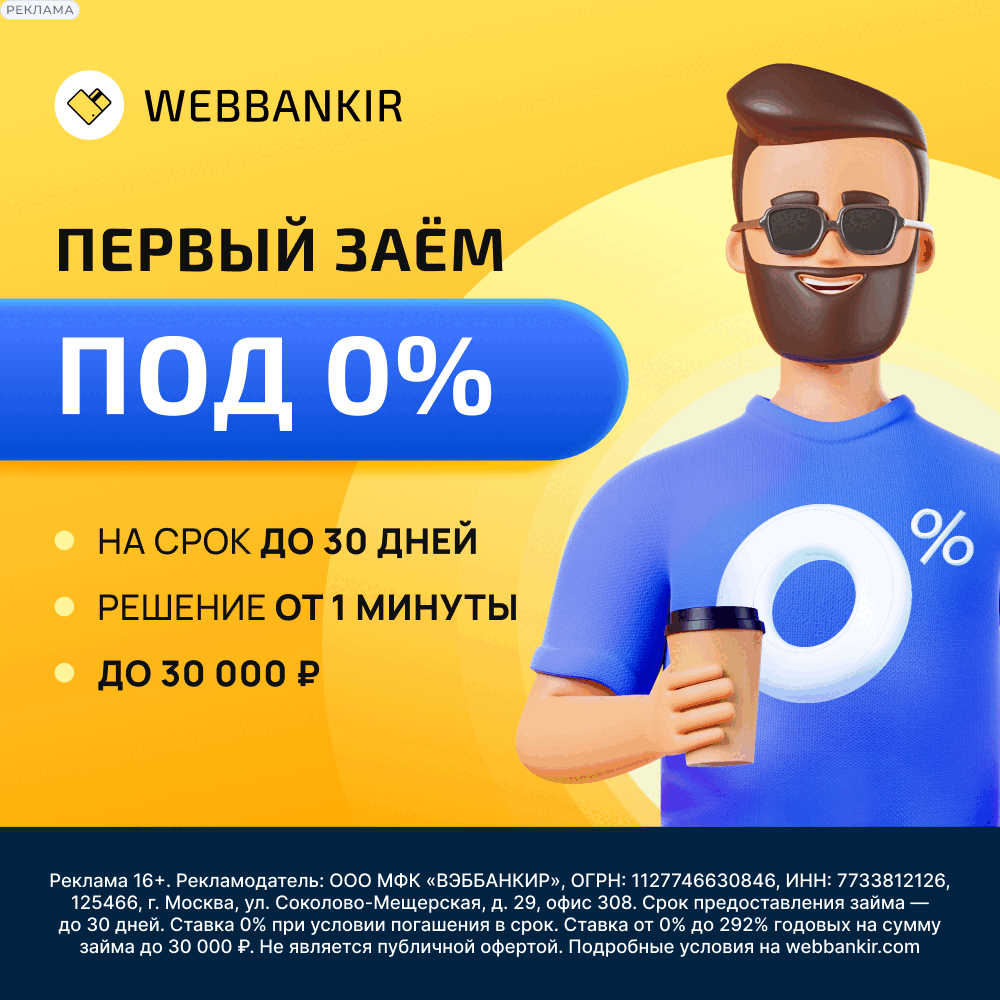 РЕКЛАМА
WEBBANKIR
ПЕРВЫЙ ЗАЁМ
ПОД 0%
НА СРОК ДО 30 ДНЕЙ
РЕШЕНИЕ ОТ 1 МИНУТЫ
ДО 30 000 ₽
0%
Реклама 16+. Рекламодатель: ООО МФК «ВЭББАНКИР», ОГРН: 1127746630846, ИНН: 7733812126,
125466, г. Москва, ул. Соколово-Мещерская, д. 29, офис 308. Срок предоставления займа —
до 30 дней. Ставка 0% при условии погашения в срок. Ставка от 0% до 292% годовых на сумму
займа до 30 000 ₽. Не является публичной офертой. Подробные условия на webbankir.com